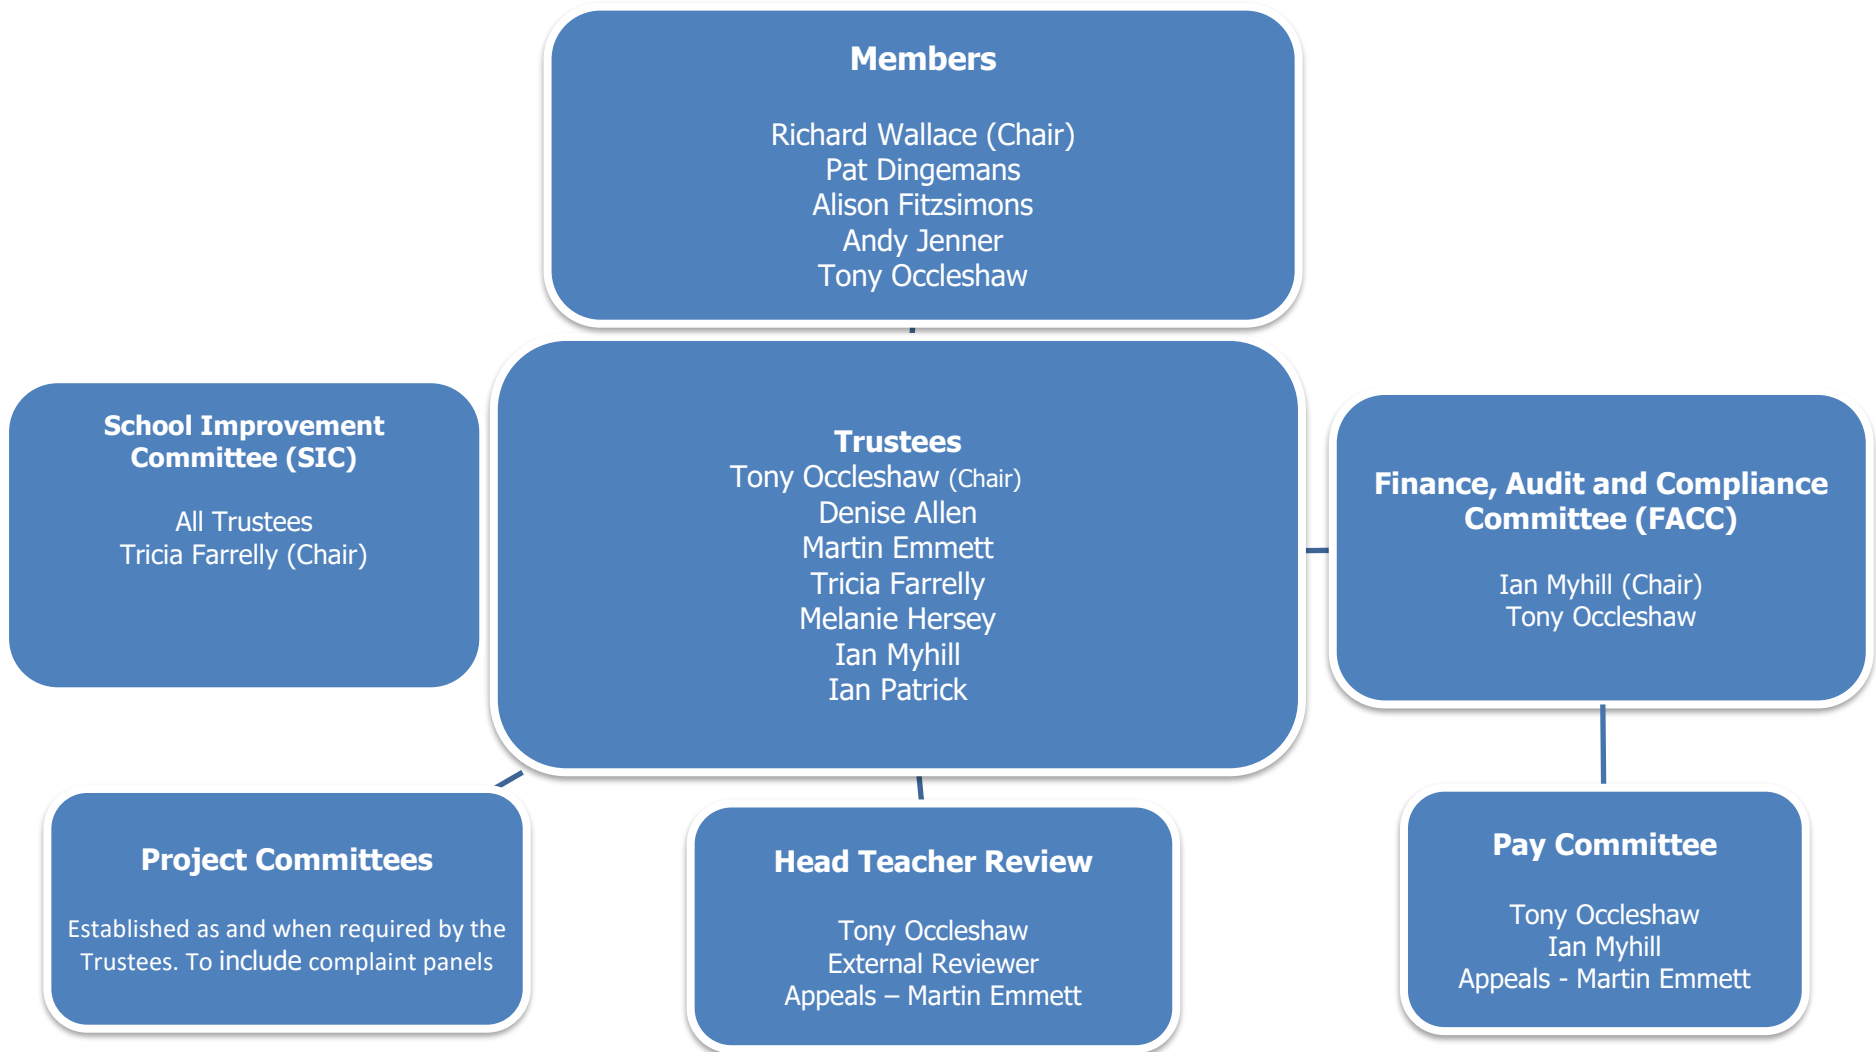 Members
Richard Wallace (Chair)
Pat Dingemans
Alison Fitzsimons
Andy Jenner
Tony Occleshaw
School Improvement
Committee (SIC)
All Trustees
Tricia Farrelly (Chair)
Trustees
Tony Occleshaw (Chair)
Denise Allen
Martin Emmett
Tricia Farrelly
Melanie Hersey
Ian Myhill
Ian Patrick
Finance, Audit and Compliance
Committee (FACC)
Ian Myhill (Chair)
Tony Occleshaw
Project Committees
Established as and when required by the
Trustees. To include complaint panels
Head Teacher Review
Tony Occleshaw
External Reviewer
Appeals – Martin Emmett
Pay Committee
Tony Occleshaw
Ian Myhill
Appeals - Martin Emmett